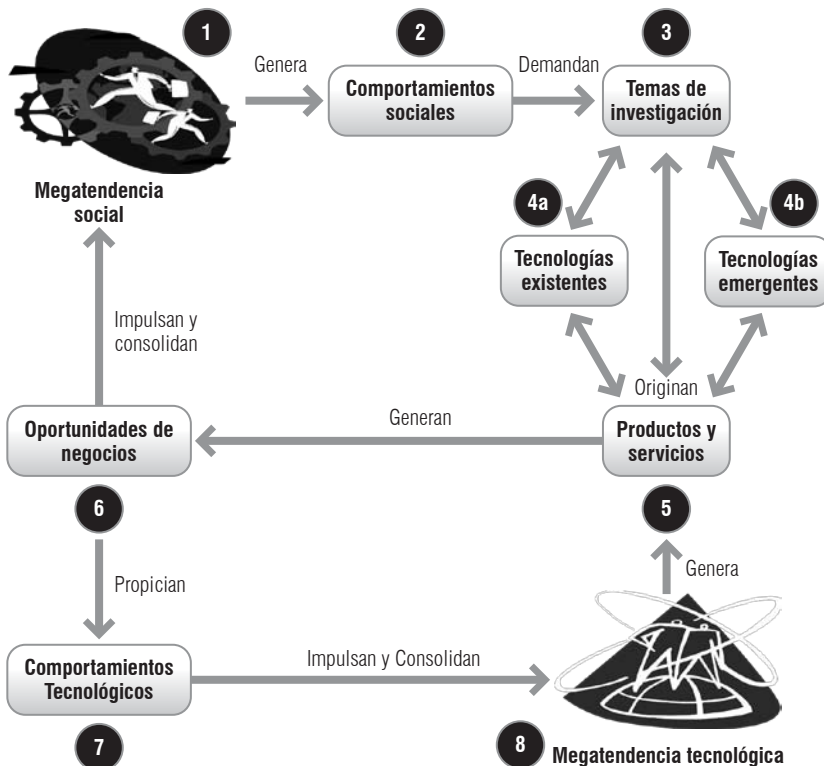 1
2
3
Genera
Demandan
Comportamientos
sociales
Temas de
investigación
Megatendencia
social
4a
4b
Tecnologías
existentes
Tecnologías
emergentes
Impulsan y
consolidan
Originan
Oportunidades de
negocios
Generan
Productos y
servicios
6
5
Propician
Genera
Comportamientos
Tecnológicos
Impulsan y Consolidan
7
8
Megatendencia tecnológica